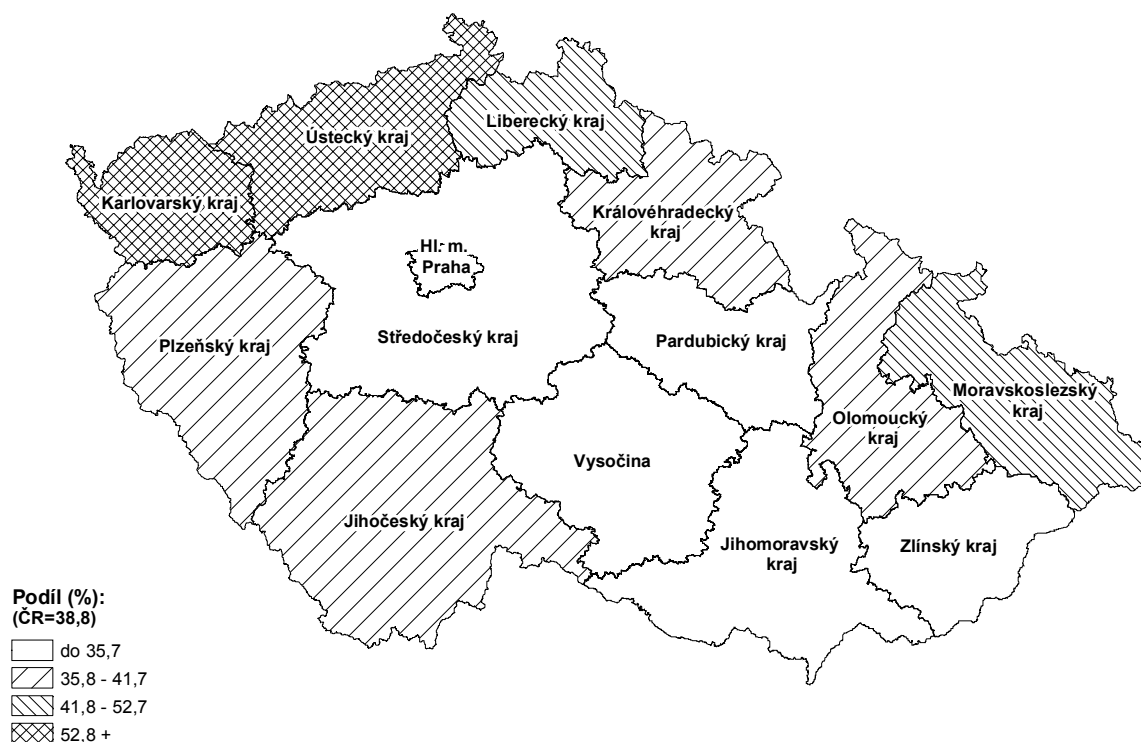 Liberecký kraj
Ústecký kraj
Karlovarský kraj
Královéhradecký
kraj
Hl. m.
Praha
Středočeský kraj
Pardubický kraj
Plzeňský kraj
Moravskoslezský
kraj
Olomoucký
kraj
Vysočina
Jihočeský kraj
Jihomoravský
kraj
Zlínský kraj
Podíl (%):
(ČR=38,8)
do 35,7
35,8 - 41,7
41,8 - 52,7
52,8 +